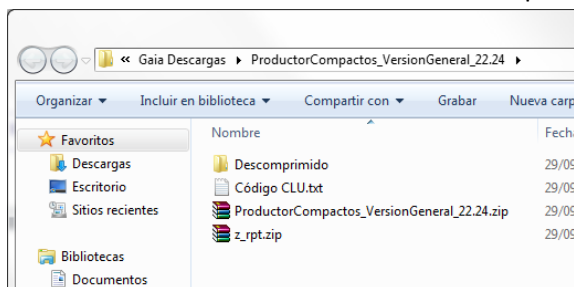 « Gaia Descargas ▸ ProductorCompactos_VersionGeneral_22.24 ▸
Organizar ▾ Incluir en biblioteca ▾ Compartir con ▾ Grabar Nueva carp
Favoritos
Descargas
Escritorio
Sitios recientes
Bibliotecas
Documentos
Nombre Fech
Descomprimido 29/09
Código CLU.txt 29/09
ProductorCompactos_VersionGeneral_22.24.zip 29/09
z_rpt.zip 29/09